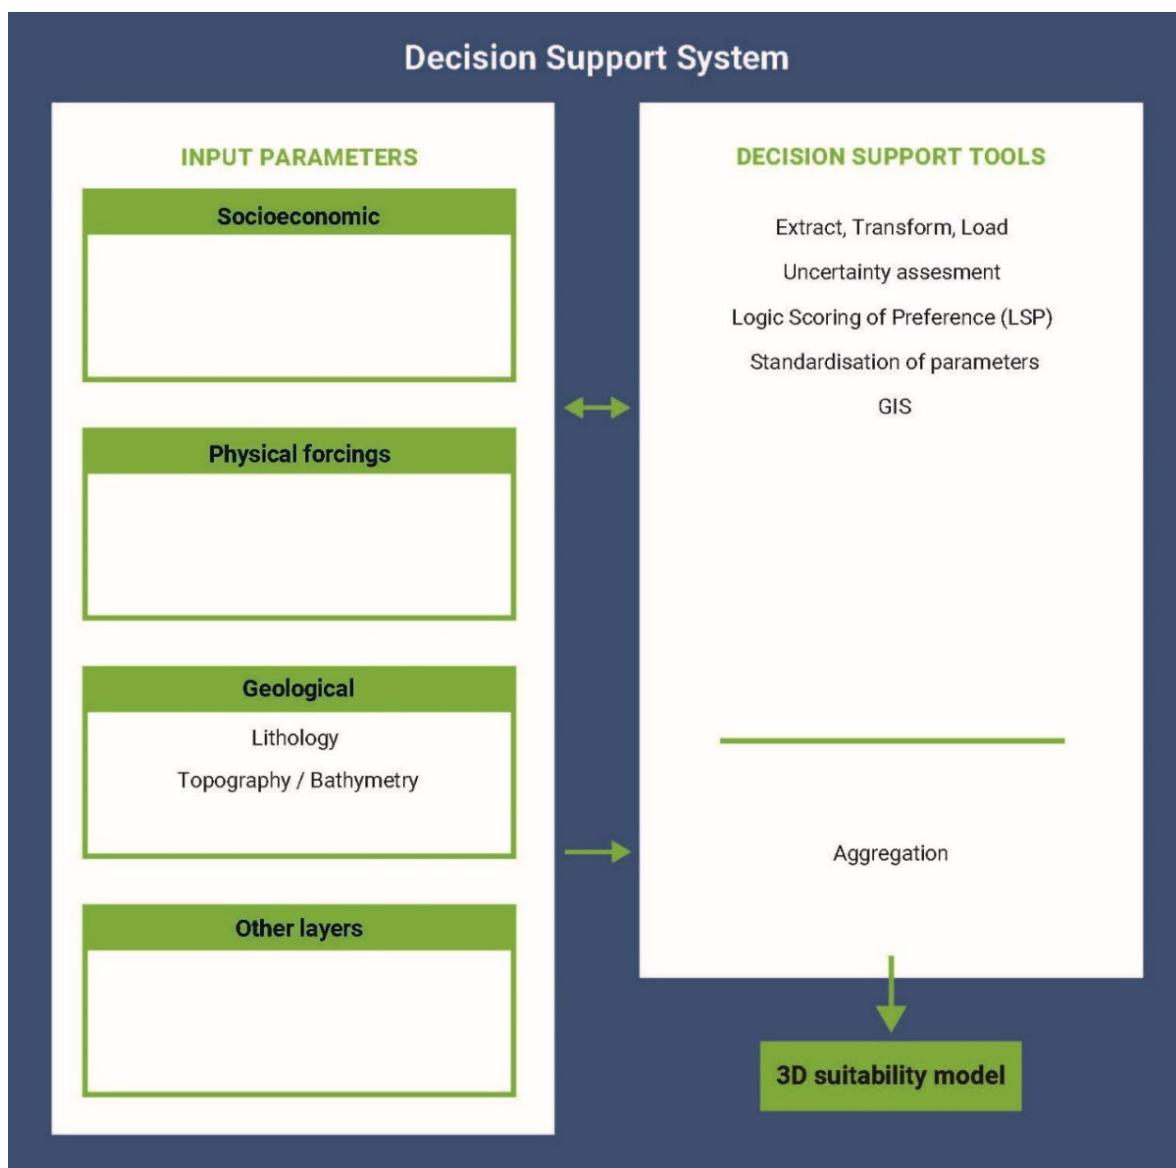 Decision Support System
INPUT PARAMETERS
Socioeconomic
Physical forcings
Geological
Lithology
Topography / Bathymetry
Other layers
DECISION SUPPORT TOOLS
Extract, Transform, Load
Uncertainty assesment
Logic Scoring of Preference (LSP)
Standardisation of parameters
GIS
Aggregation
3D suitability model